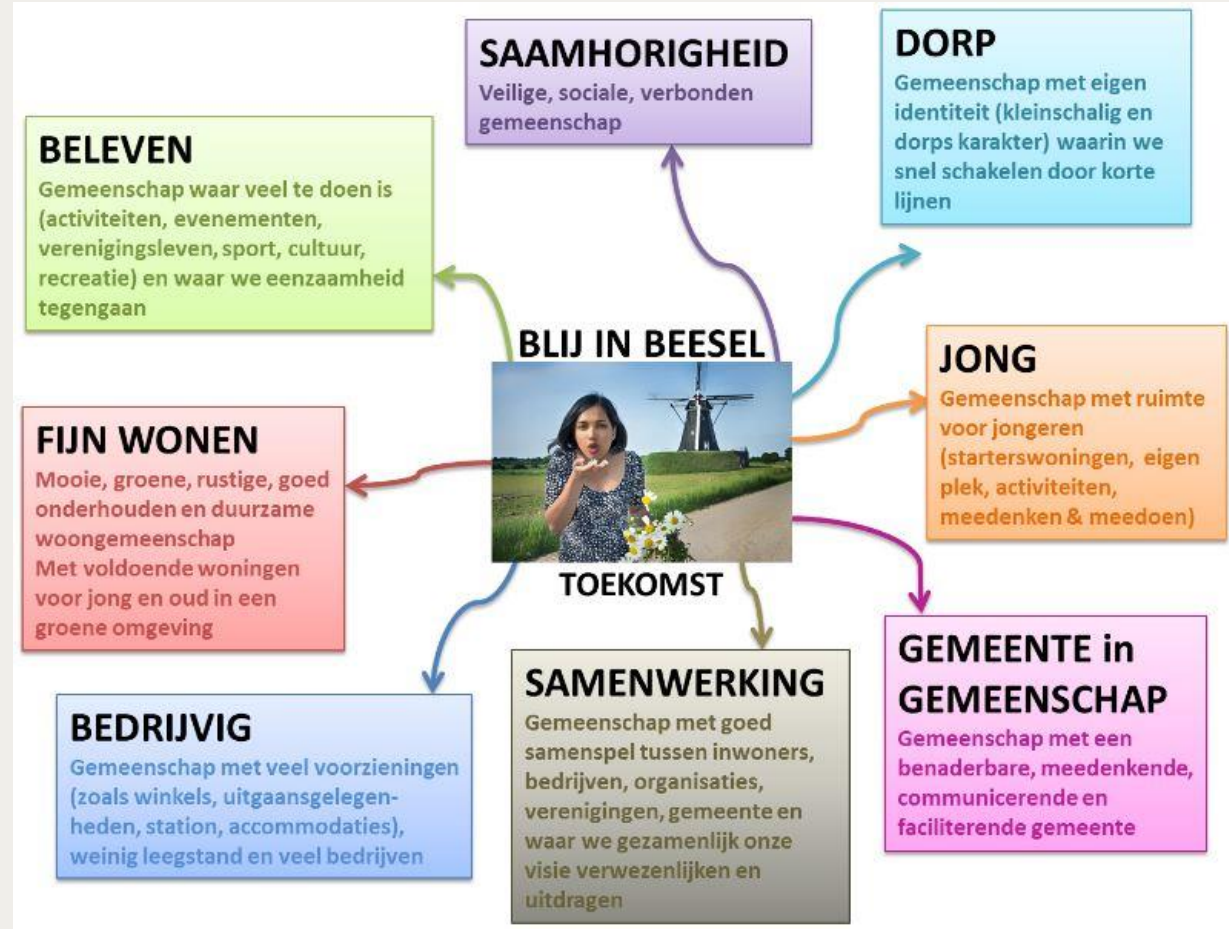 SAAMHORIGHEID
Veilige, sociale, verbonden
gemeenschap
DORP
Gemeenschap met eigen
identiteit (kleinschalig en
dorps karakter) waarin we
snel schakelen door korte
lijnen
BELEVEN
Gemeenschap waar veel te doen is
(activiteiten, evenementen,
verenigingsleven, sport, cultuur,
recreatie) en waar we eenzaamheid
tegengaan
BLIJ IN BEESEL
TOEKOMST
JONG
Gemeenschap met ruimte
voor jongeren
(starterswoningen, eigen
plek, activiteiten,
meedenken & meedoen)
FIJN WONEN
Mooie, groene, rustige, goed
onderhouden en duurzame
woongemeenschap
Met voldoende woningen
voor jong en oud in een
groene omgeving
GEMEENTE in
GEMEENSCHAP
Gemeenschap met een
benaderbare, meedenkende,
communicerende en
faciliterende gemeente
SAMENWERKING
Gemeenschap met goed
samenspel tussen inwoners,
bedrijven, organisaties,
verenigingen, gemeente en
waar we gezamenlijk onze
visie verwezenlijken en
uitdragen
BEDRIJVIG
Gemeenschap met veel voorzieningen
(zoals winkels, uitgaansgelegen-
heden, station, accommodaties),
weinig leegstand en veel bedrijven